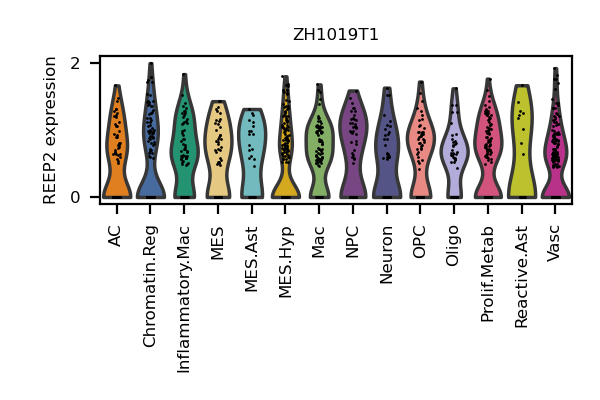 ZH1019T1
REEP2 expression
2
0
AC
Chromatin.Reg
Inflammatory.Mac
MES
MES.Ast
MES.Hyp
Mac
NPC
Neuron
OPC
Oligo
Prolif.Metab
Reactive.Ast
Vasc